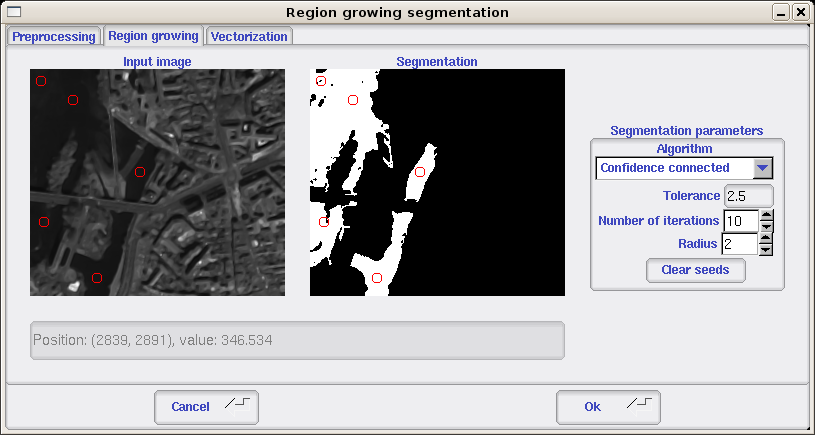 Region growing segmentation
Preprocessing Region growing Vectorization
Input image Segmentation
Segmentation parameters
Algorithm
Confidence connected
Tolerance 2.5
Number of iterations 10
Radius 2
Clear seeds
Position: (2839, 2891), value: 346.534
Cancel Ok